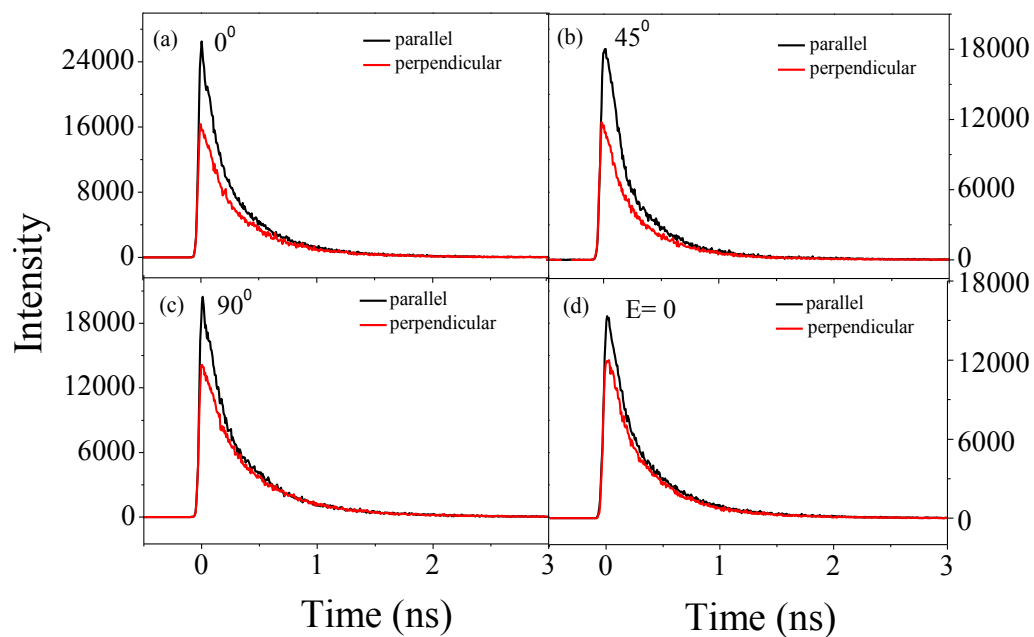 (a) 0⁰
parallel
perpendicular
24000
16000
8000
0
(b) 45⁰
parallel
perpendicular
18000
12000
6000
0
Intensity
(c) 90⁰
parallel
perpendicular
18000
12000
6000
0
0 1 2 3
Time (ns)
(d) E= 0
parallel
perpendicular
18000
12000
6000
0
0 1 2 3
Time (ns)